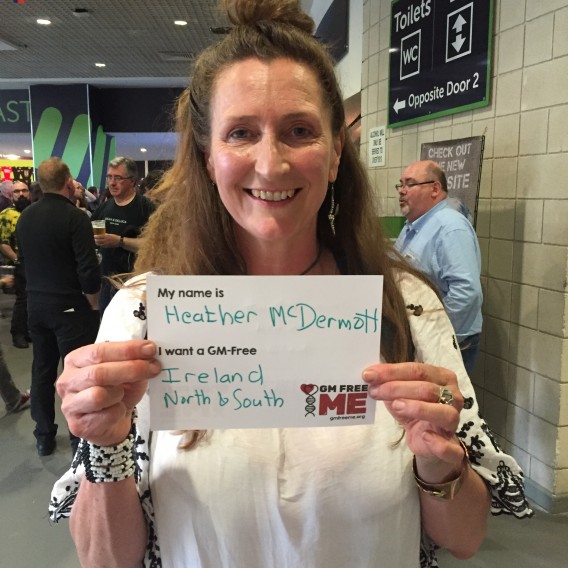 Toilets
WC
Opposite Door 2
CHECK OUT
NEW
SITE
AST
My name is
Heather McDermott
I want a GM-Free
Ireland
North & South
GM FREE
ME
gmfreeme.org